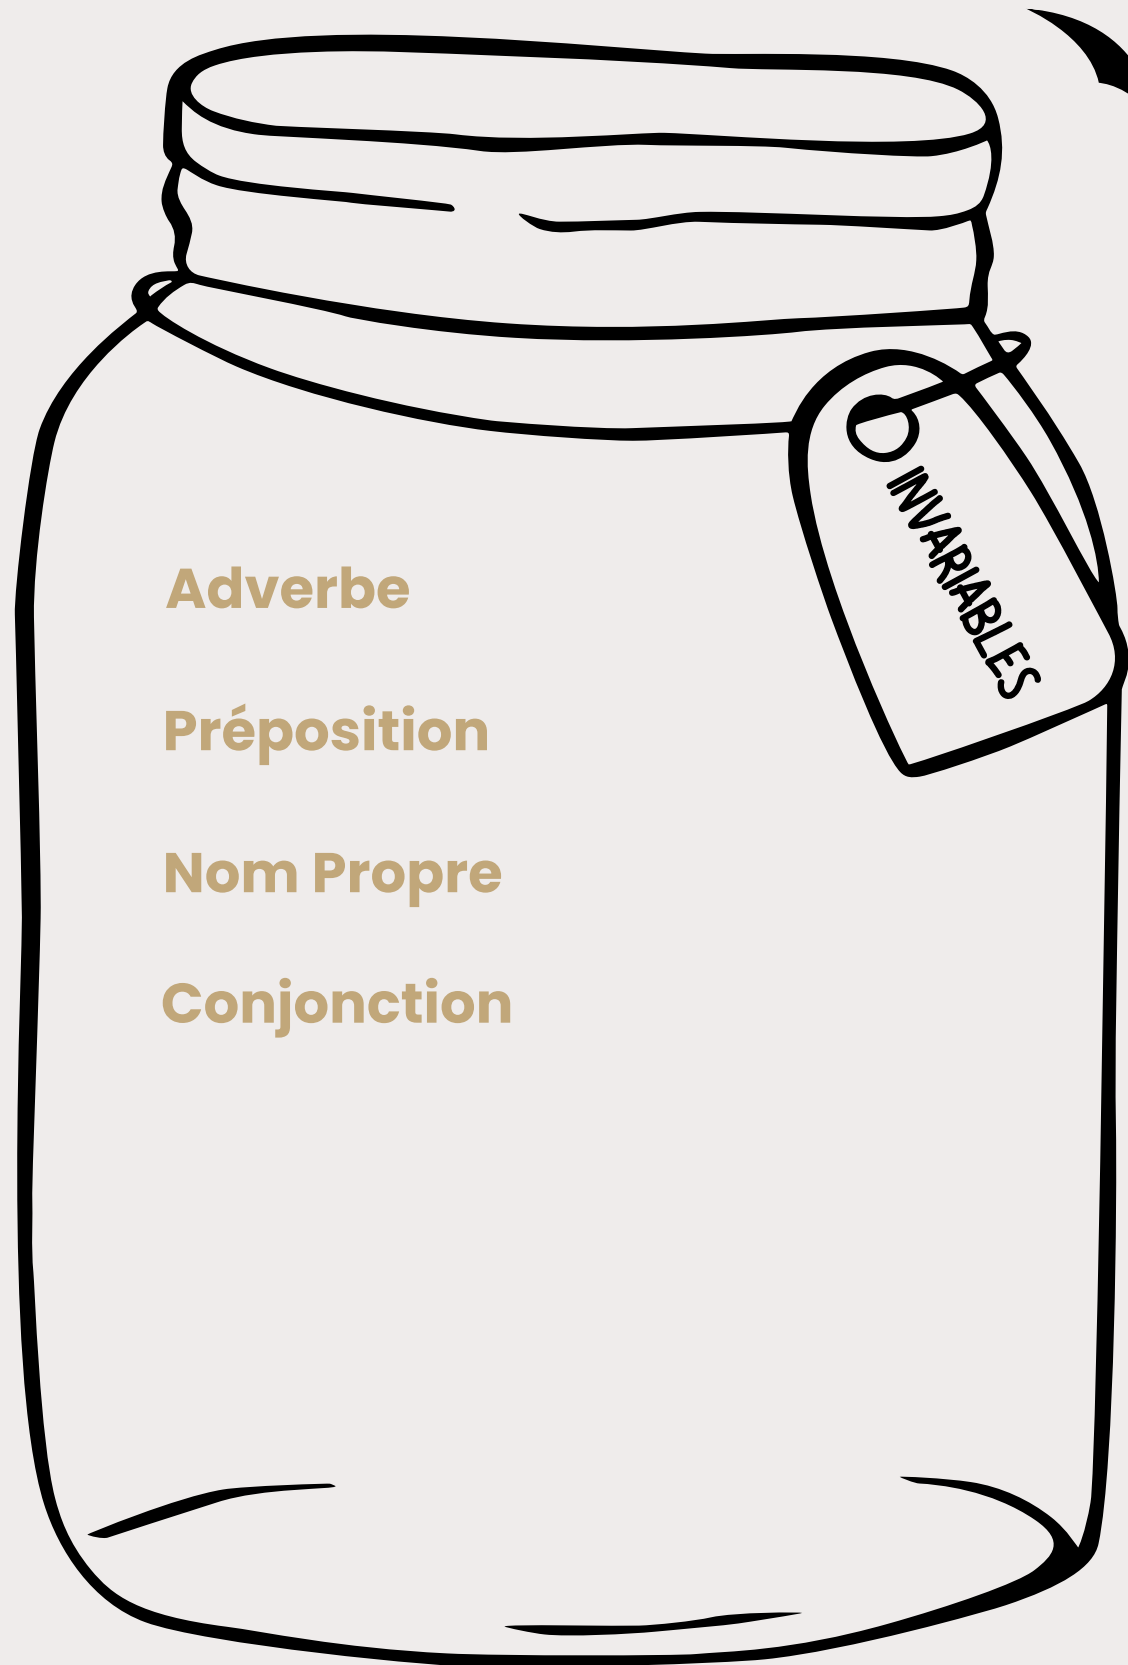 INVARIABLES
Adverbe
Préposition
Nom Propre
Conjonction